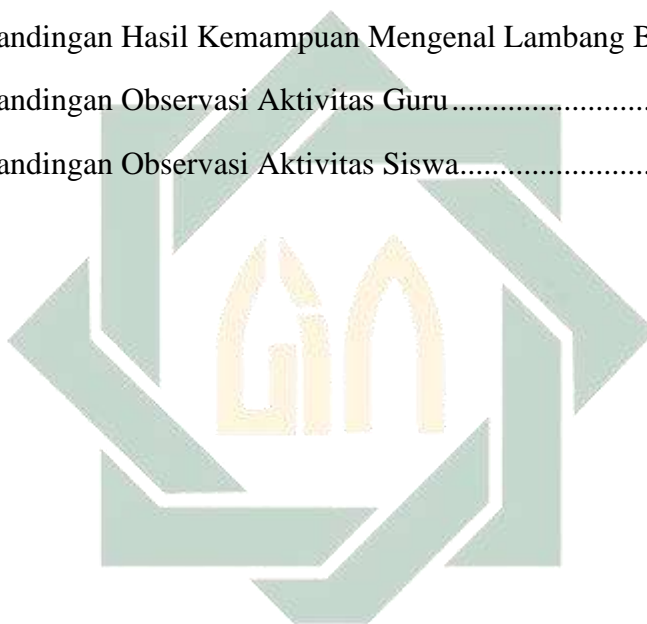 andingan Hasil Kemampuan Mengenal Lambang B
andingan Observasi Aktivitas Guru........................
andingan Observasi Aktivitas Siswa.......................